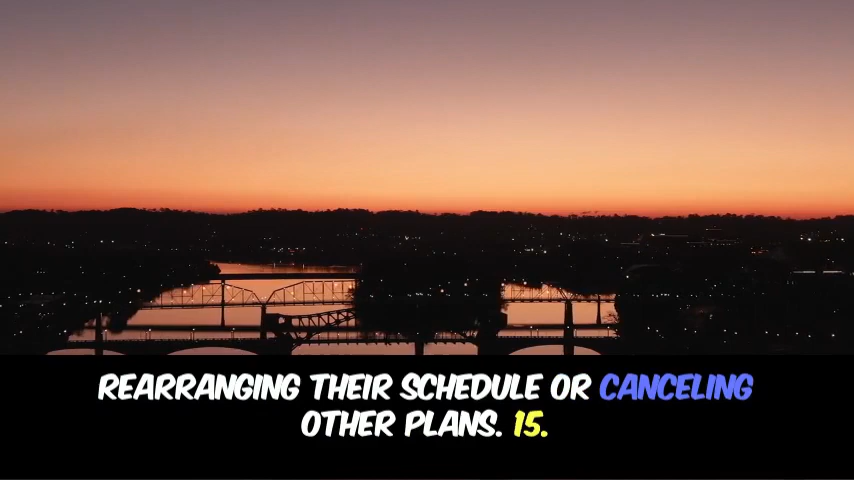 REARRANGING THEIR SCHEDULE OR CANCELING
OTHER PLANS. 15.